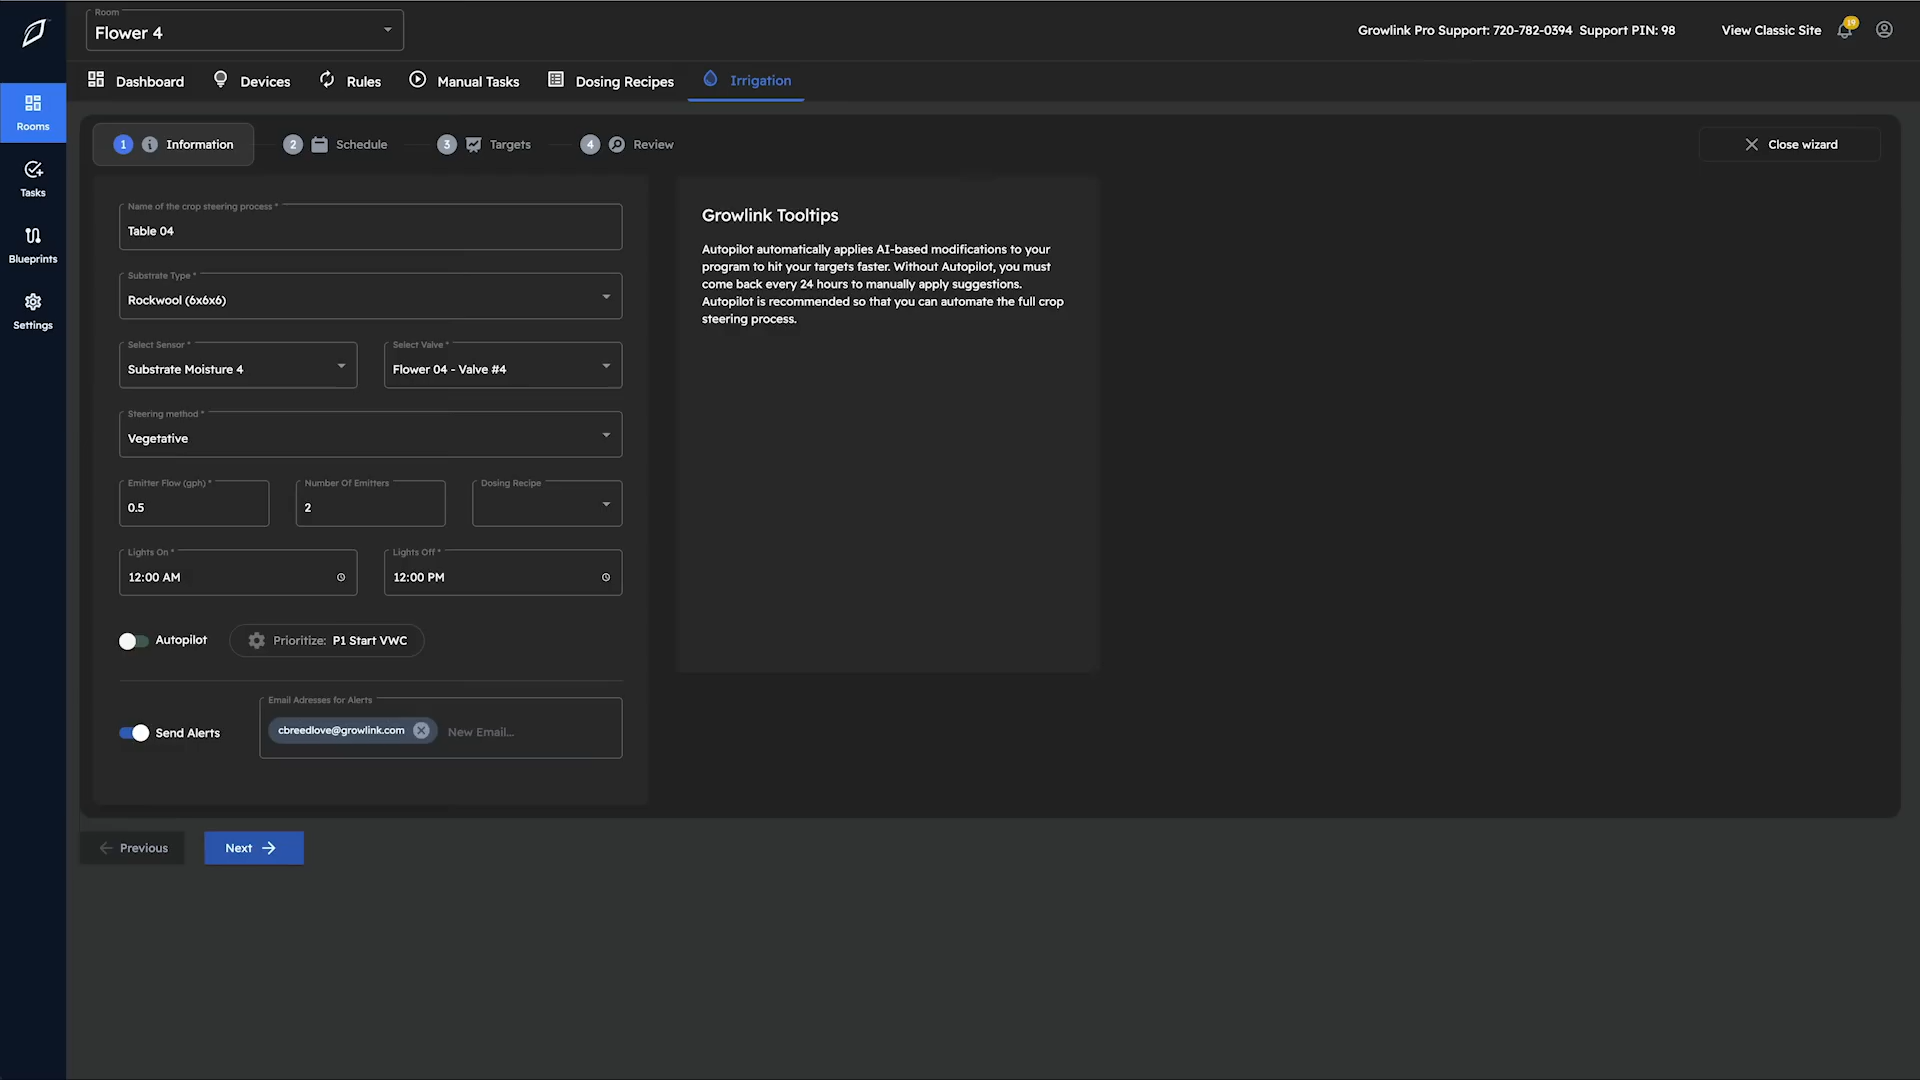 Room
Flower 4
Growlink Pro Support: 720-782-0394 Support PIN: 98
View Classic Site
19
Dashboard
Devices
Rules
Manual Tasks
Dosing Recipes
Irrigation
Rooms
Tasks
Blueprints
Settings
1 Information
2 Schedule
3 Targets
4 Review
Close wizard
Name of the crop steering process *
Table 04
Substrate Type *
Rockwool (6x6x6)
Select Sensor *
Substrate Moisture 4
Select Valve *
Flower 04 - Valve #4
Steering method *
Vegetative
Emitter Flow (gph) *
0.5
Number Of Emitters
2
Dosing Recipe
Lights On *
12:00 AM
Lights Off *
12:00 PM
Autopilot
Prioritize: P1 Start VWC
Send Alerts
Email Adresses for Alerts
cbreedlove@growlink.com
New Email...
Growlink Tooltips
Autopilot automatically applies AI-based modifications to your
program to hit your targets faster. Without Autopilot, you must
come back every 24 hours to manually apply suggestions.
Autopilot is recommended so that you can automate the full crop
steering process.
Previous
Next